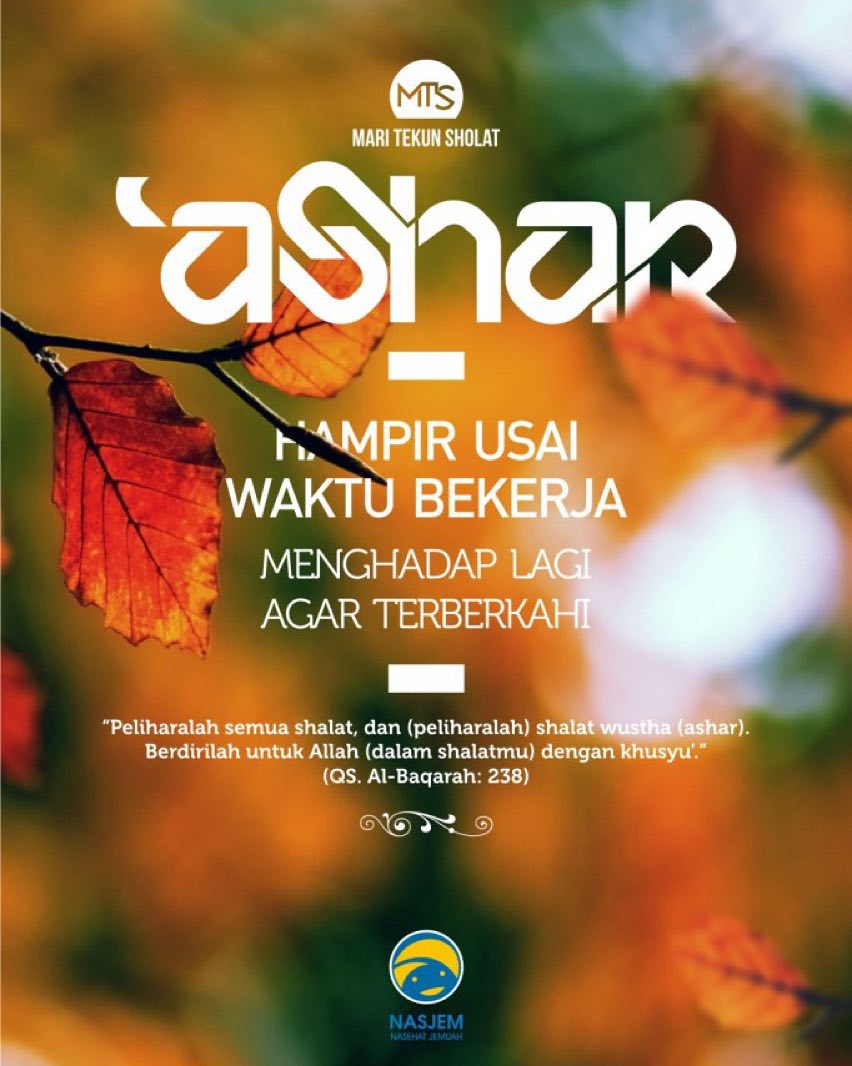 MTS
MARI TEKUN SHOLAT
'ashar
HAMPIR USAI
WAKTU BEKERJA
MENGHADAP LAGI
AGAR TERBERKAHI
"Peliharalah semua shalat, dan (peliharalah) shalat wustha (ashar).
Berdirilah untuk Allah (dalam shalatmu) dengan khusyu'."
(QS. Al-Baqarah: 238)
NASJEM
NASEHAT JEMUAH